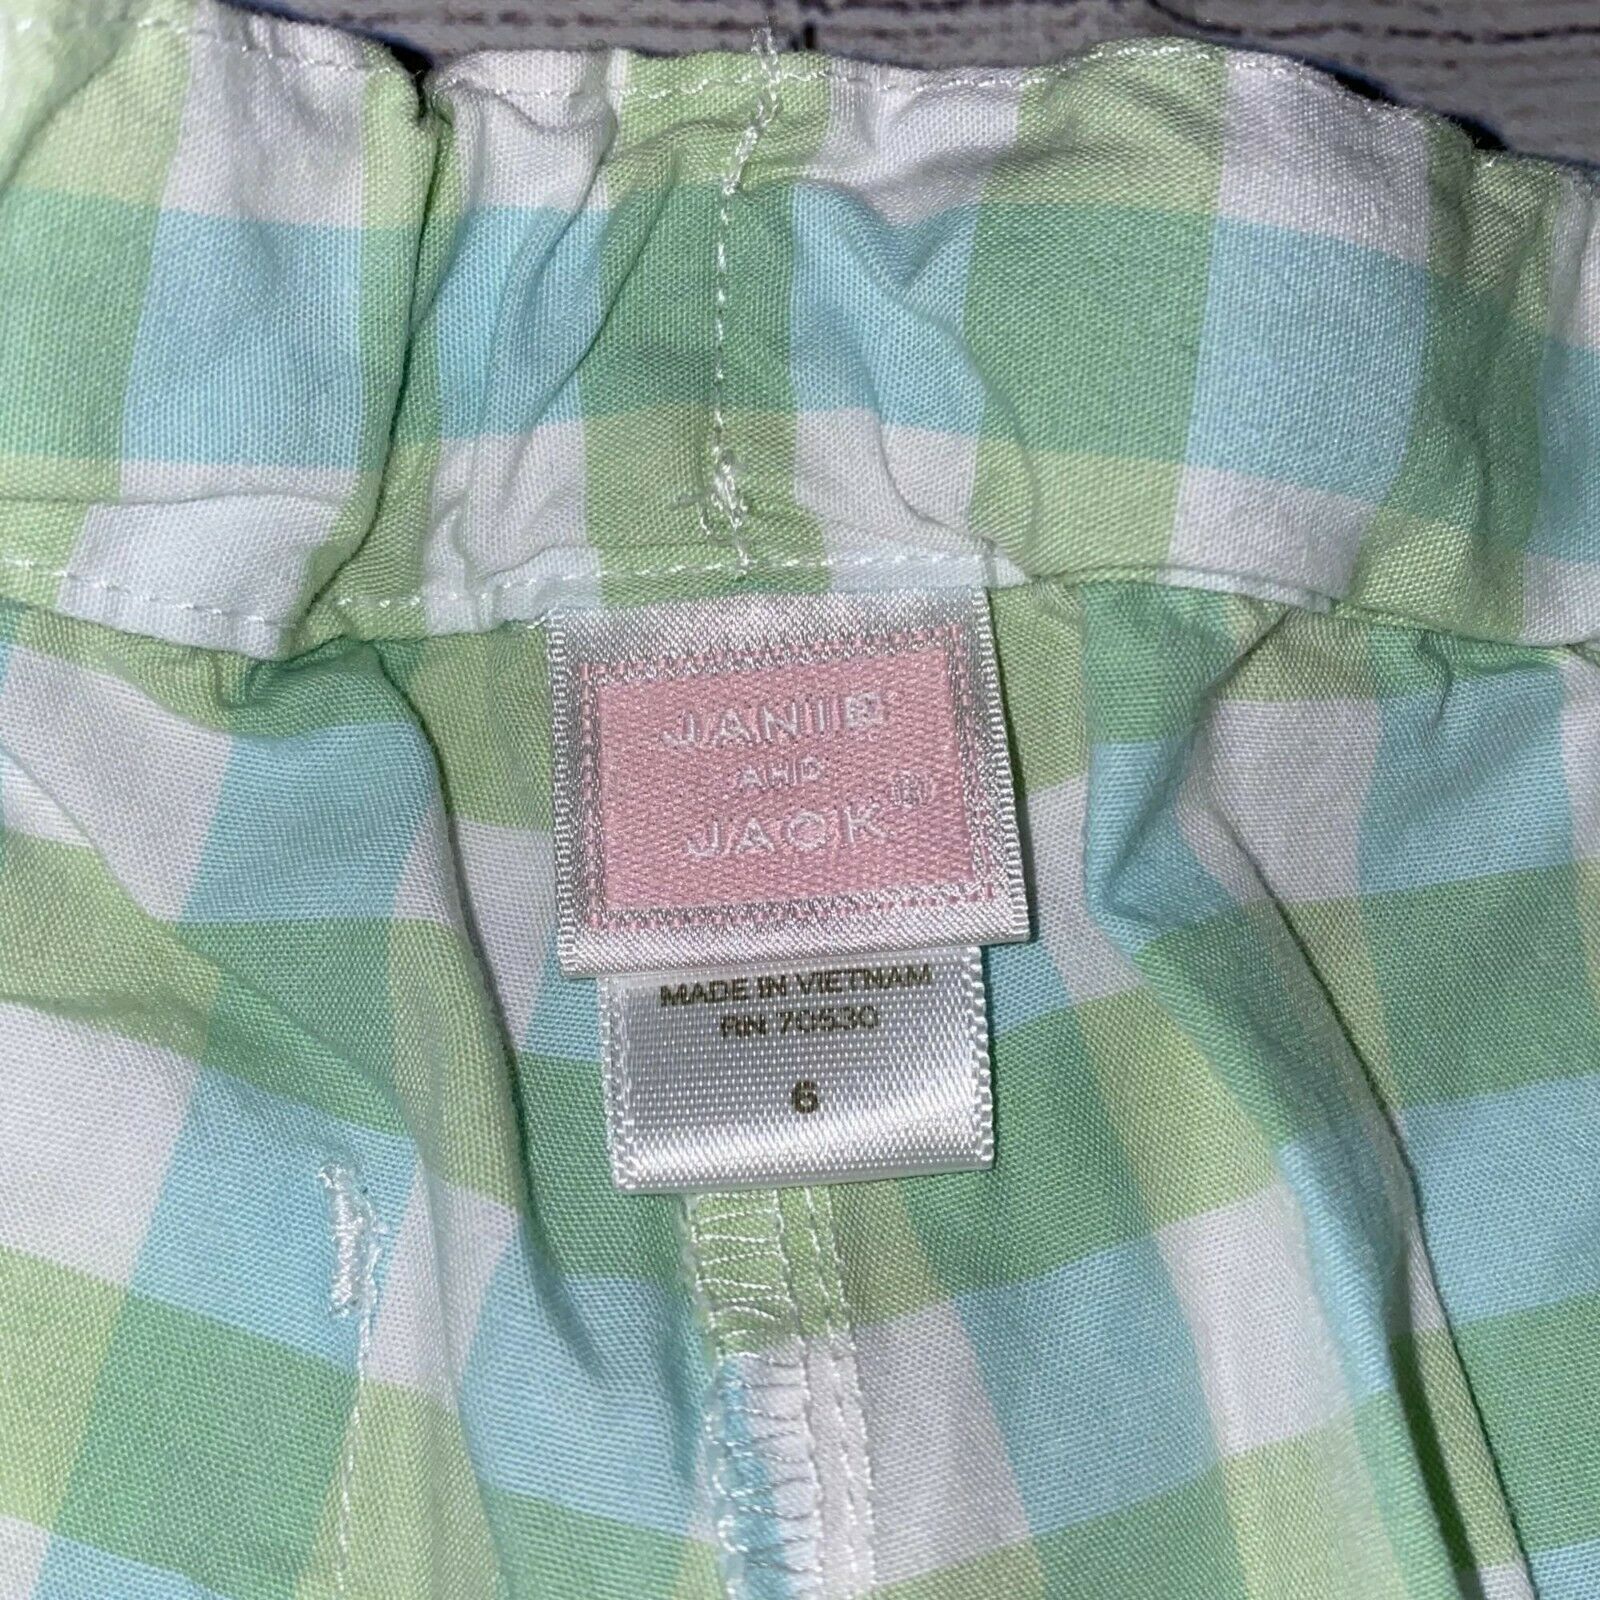 JANIE
AND
JACK®
MADE IN VIETNAM
RN 70530
6